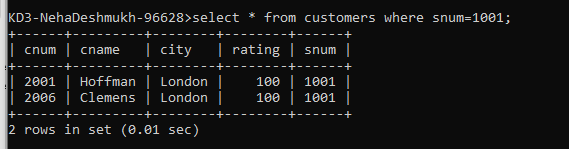 KD3-NehaDeshmukh-96628>select * from customers where snum=1001;
+------+---------+--------+--------+------+
| cnum | cname   | city   | rating | snum |
+------+---------+--------+--------+------+
| 2001 | Hoffman | London |    100 | 1001 |
| 2006 | Clemens | London |    100 | 1001 |
+------+---------+--------+--------+------+
2 rows in set (0.01 sec)